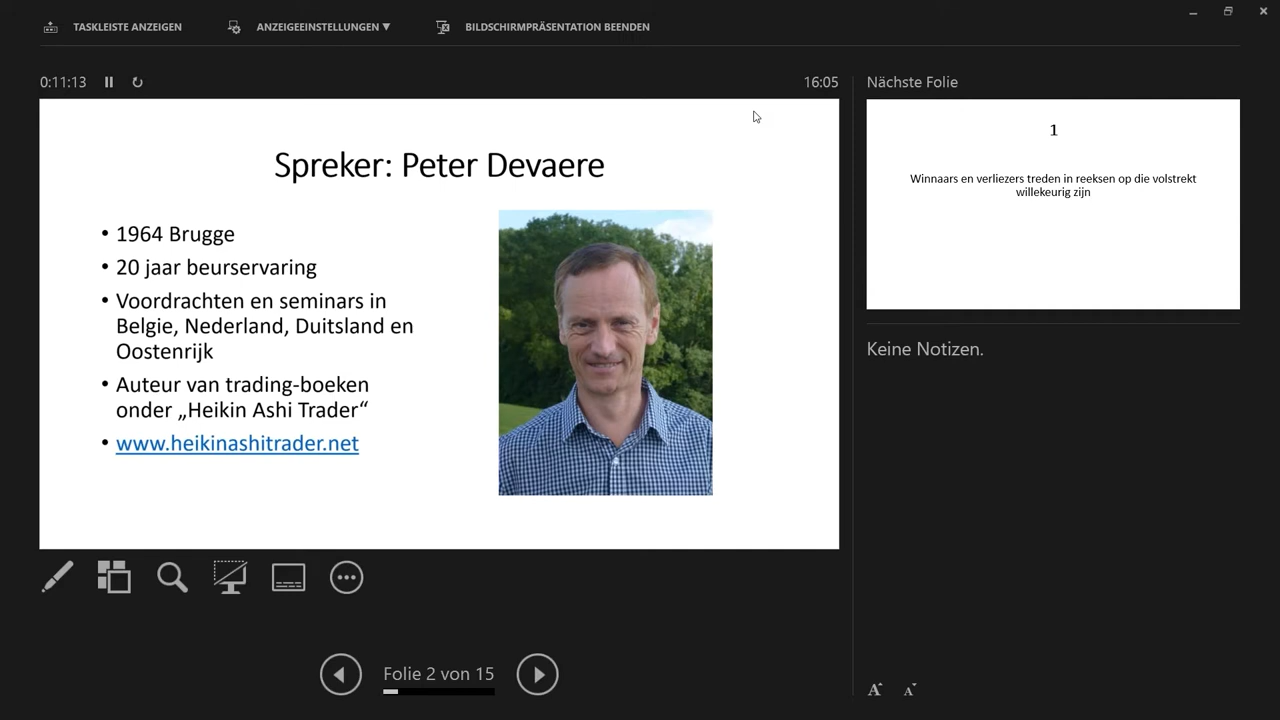 TASKLEISTE ANZEIGEN
ANZEIGEEINSTELLUNGEN ▼
BILDSCHIRMPRÄSENTATION BEENDEN
0:11:13
16:05
Spreker: Peter Devaere
• 1964 Brugge
• 20 jaar beurservaring
• Voordrachten en seminars in
Belgie, Nederland, Duitsland en
Oostenrijk
• Auteur van trading-boeken
onder „Heikin Ashi Trader“
• www.heikinashitrader.net
Folie 2 von 15
Nächste Folie
1
Winnaars en verliezers treden in reeksen op die volstrekt
willekeurig zijn
Keine Notizen.
A A